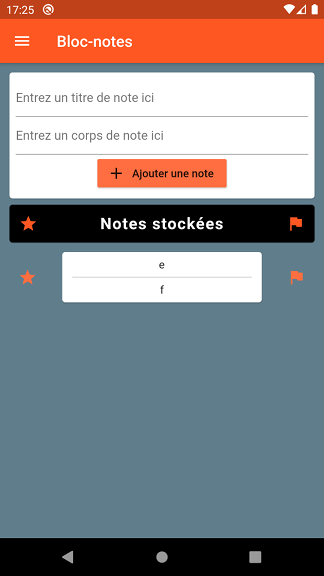 17:25
Bloc-notes
Entrez un titre de note ici
Entrez un corps de note ici
Ajouter une note
Notes stockées
e
f